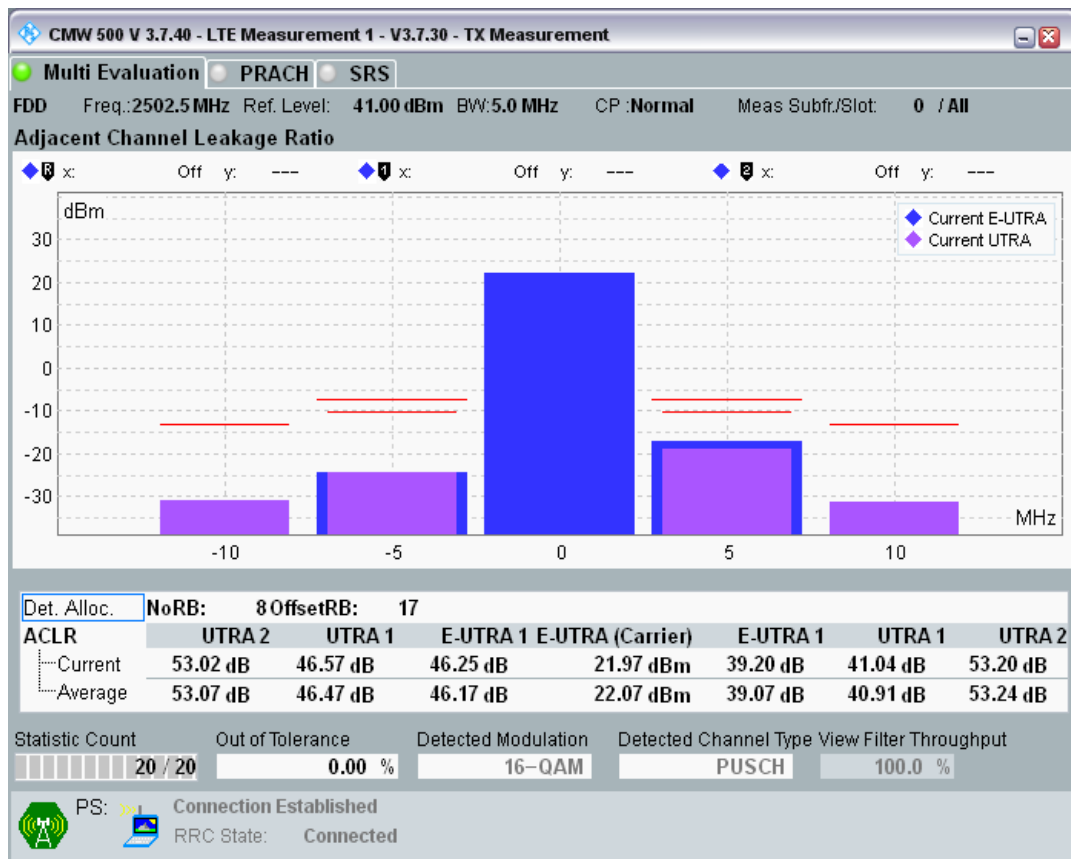 CMW 500 V 3.7.40 - LTE Measurement 1 - V3.7.30 - TX Measurement
Multi Evaluation PRACH SRS
FDD Freq.:2502.5 MHz Ref. Level: 41.00 dBm BW:5.0 MHz CP :Normal Meas Subfr./Slot: 0 / All
Adjacent Channel Leakage Ratio
R x: Off y: --- 1 x: Off y: --- 2 x: Off y: ---
dBm
Current E-UTRA
Current UTRA
30
20
10
0
-10
-20
-30
MHz
-10 -5 0 5 10
Det. Alloc. NoRB: 8 OffsetRB: 17
ACLR UTRA 2 UTRA 1 E-UTRA 1 E-UTRA (Carrier) E-UTRA 1 UTRA 1 UTRA 2
Current 53.02 dB 46.57 dB 46.25 dB 21.97 dBm 39.20 dB 41.04 dB 53.20 dB
Average 53.07 dB 46.47 dB 46.17 dB 22.07 dBm 39.07 dB 40.91 dB 53.24 dB
Statistic Count Out of Tolerance Detected Modulation Detected Channel Type View Filter Throughput
20 / 20 0.00 % 16-QAM PUSCH 100.0 %
PS: Connection Established
RRC State: Connected